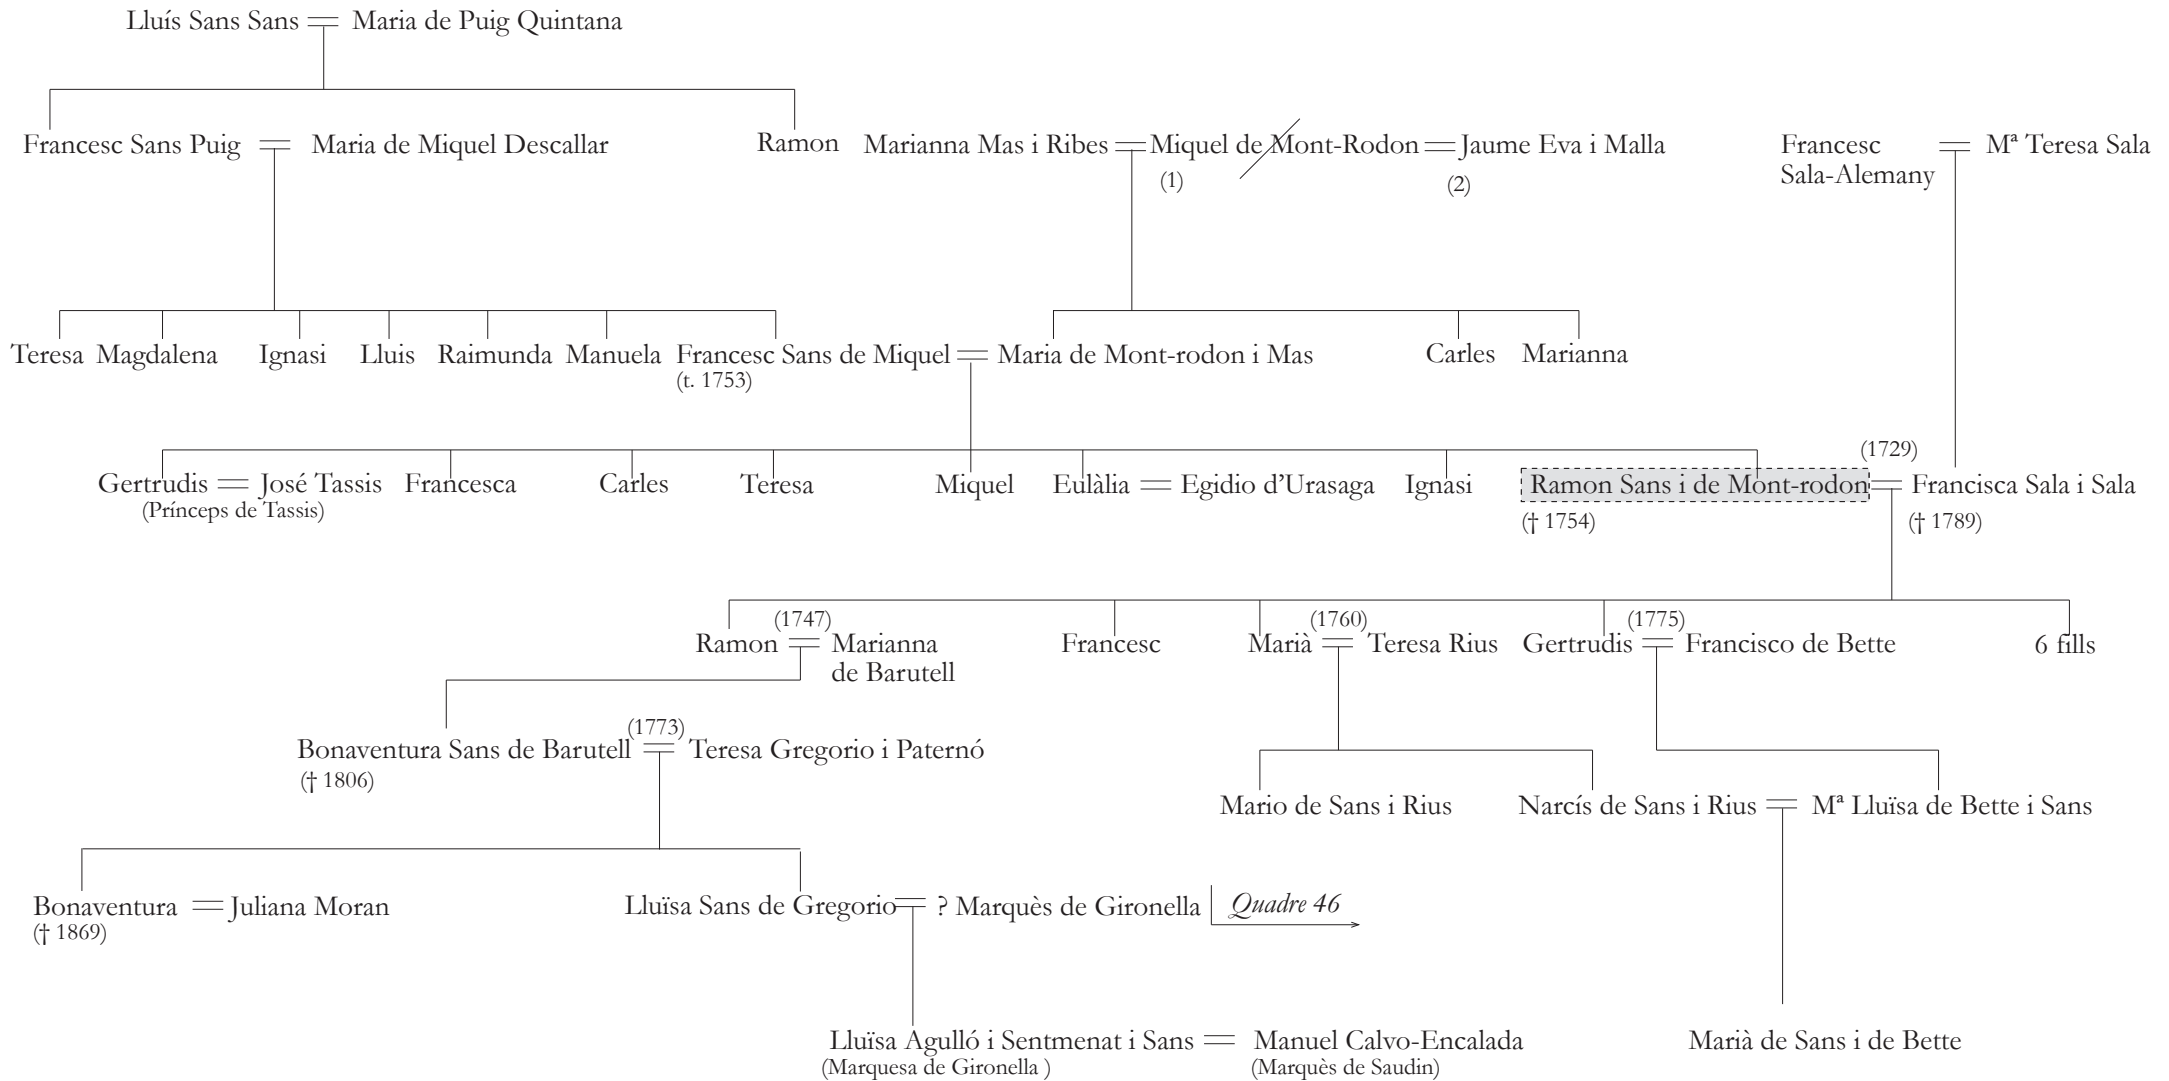 Lluís Sans Sans Maria de Puig Quintana
Francesc Sans Puig Maria de Miquel Descallar Ramon Marianna Mas i Ribes Miquel de Mont-Rodon Jaume Eva i Malla Francesc Mª Teresa Sala
Sala-Alemany
(1) (2)
Teresa Magdalena Ignasi Lluis Raimunda Manuela Francesc Sans de Miquel Maria de Mont-rodon i Mas Carles Marianna
(t. 1753)
(1729)
Gertrudis José Tassis Francesca Carles Teresa Miquel Eulàlia Egidio d'Urasaga Ignasi Ramon Sans i de Mont-rodon Francisca Sala i Sala
(Prínceps de Tassis) († 1754) († 1789)
(1747) (1760) (1775)
Ramon Marianna Francesc Marià Teresa Rius Gertrudis Francisco de Bette 6 fills
de Barutell
(1773)
Bonaventura Sans de Barutell Teresa Gregorio i Paternó
(† 1806)
Mario de Sans i Rius Narcís de Sans i Rius Mª Lluïsa de Bette i Sans
Bonaventura Juliana Moran Lluïsa Sans de Gregorio ? Marquès de Gironella Quadre 46
(† 1869)
Lluïsa Agulló i Sentmenat i Sans Manuel Calvo-Encalada Marià de Sans i de Bette
(Marquesa de Gironella ) (Marquès de Saudin)